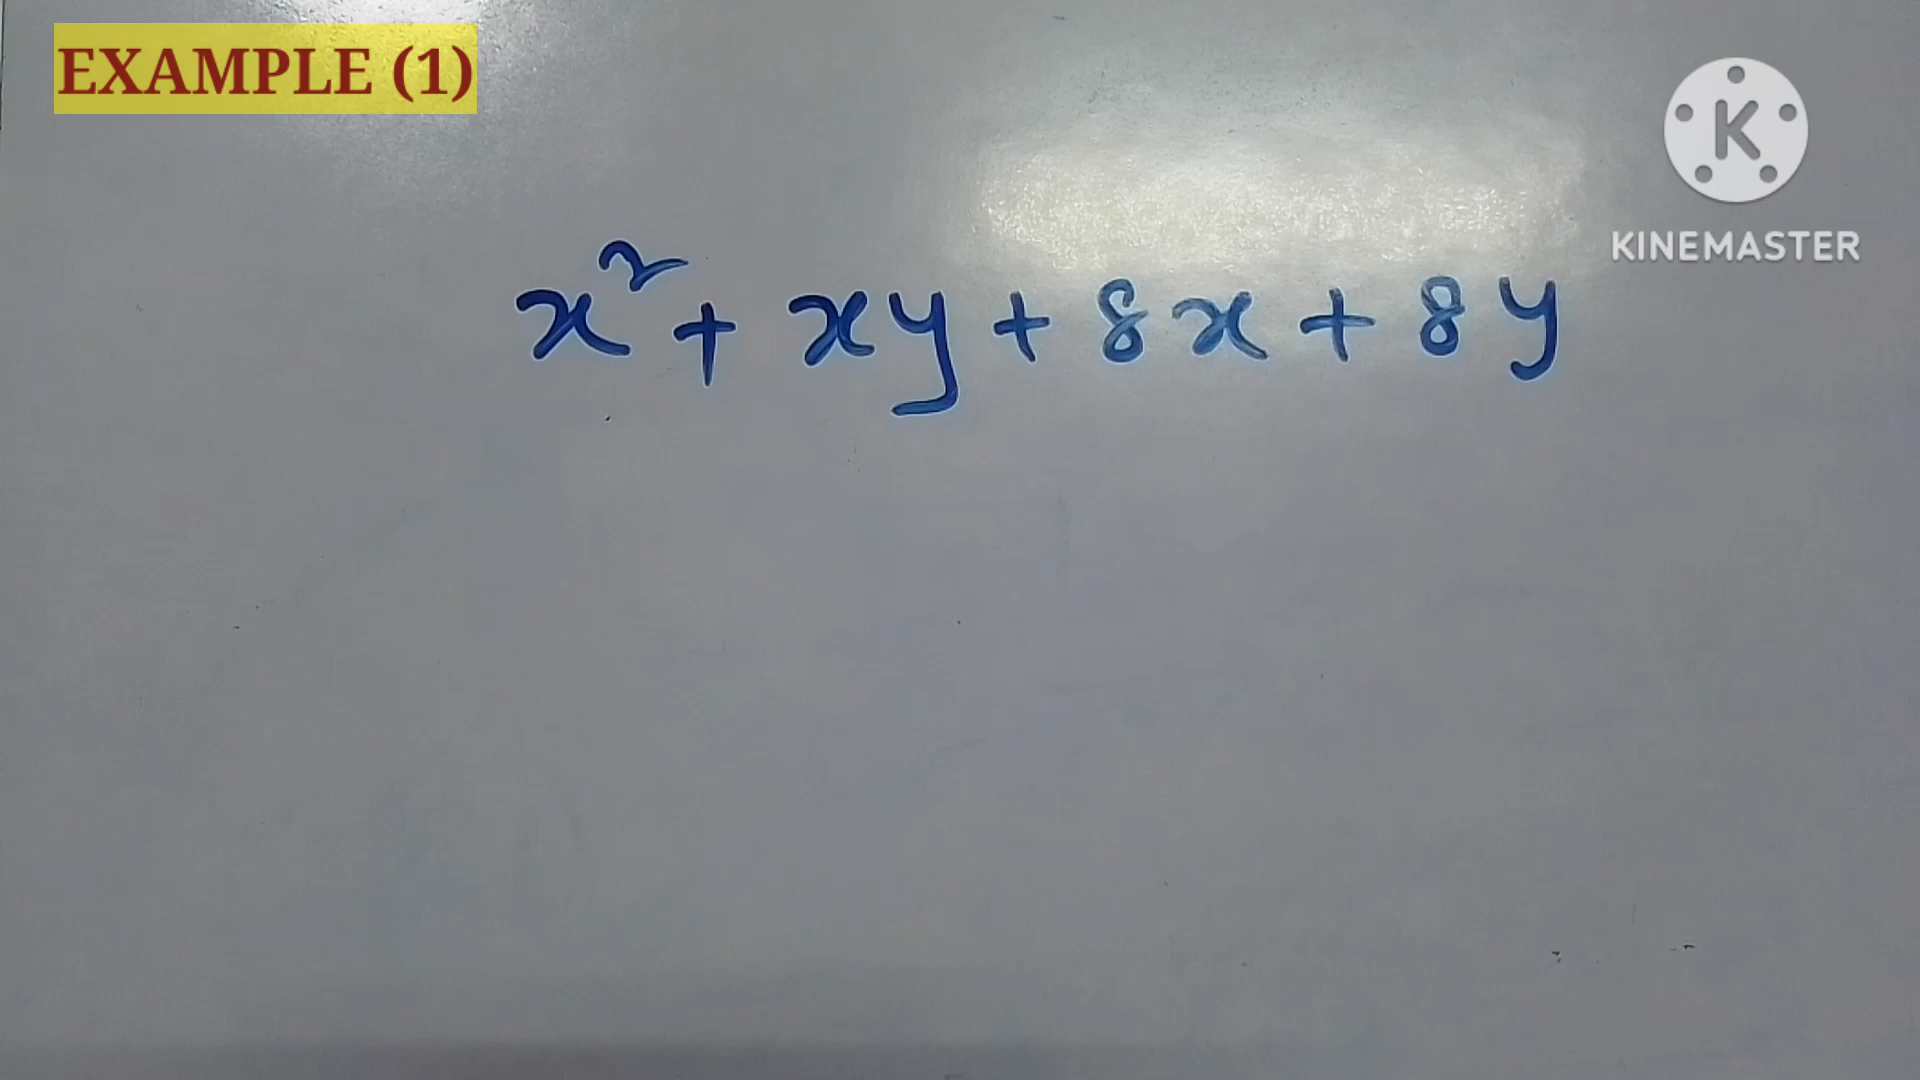 EXAMPLE (1)
K
KINEMASTER
x² + xy + 8x + 8y